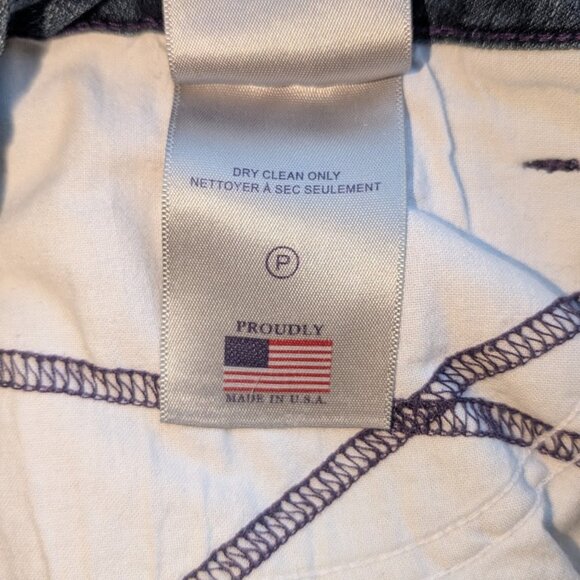 DRY CLEAN ONLY
NETTOYER À SEC SEULEMENT
P
PROUDLY
MADE IN U.S.A.